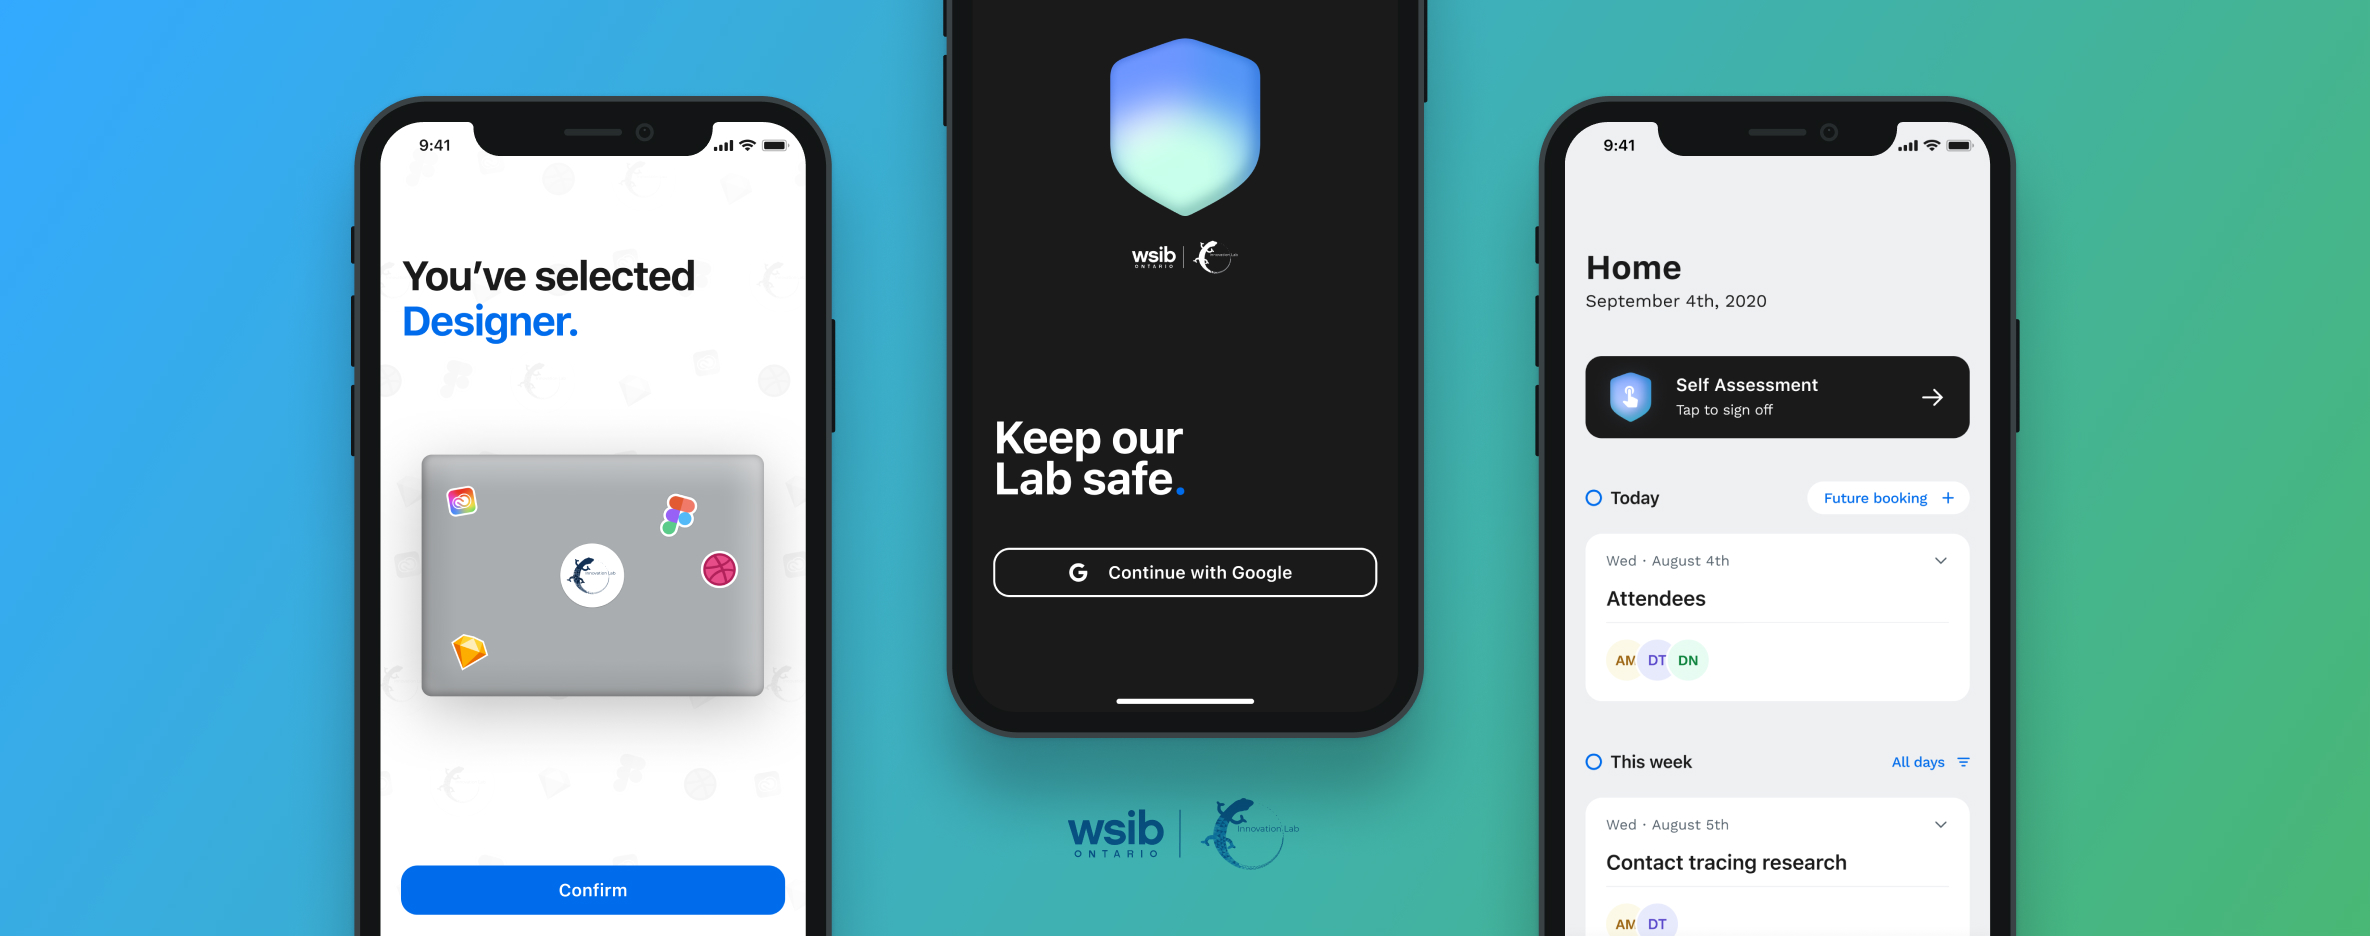 9:41
You've selected
Designer.
Innovation Lab
Confirm
wsib
ONTARIO
Innovation Lab
Keep our
Lab safe.
Continue with Google
wsib
ONTARIO
Innovation Lab
9:41
Home
September 4th, 2020
Self Assessment
Tap to sign off
Today
Future booking +
Wed · August 4th
Attendees
AM DT DN
This week
All days
Wed · August 5th
Contact tracing research
AM DT